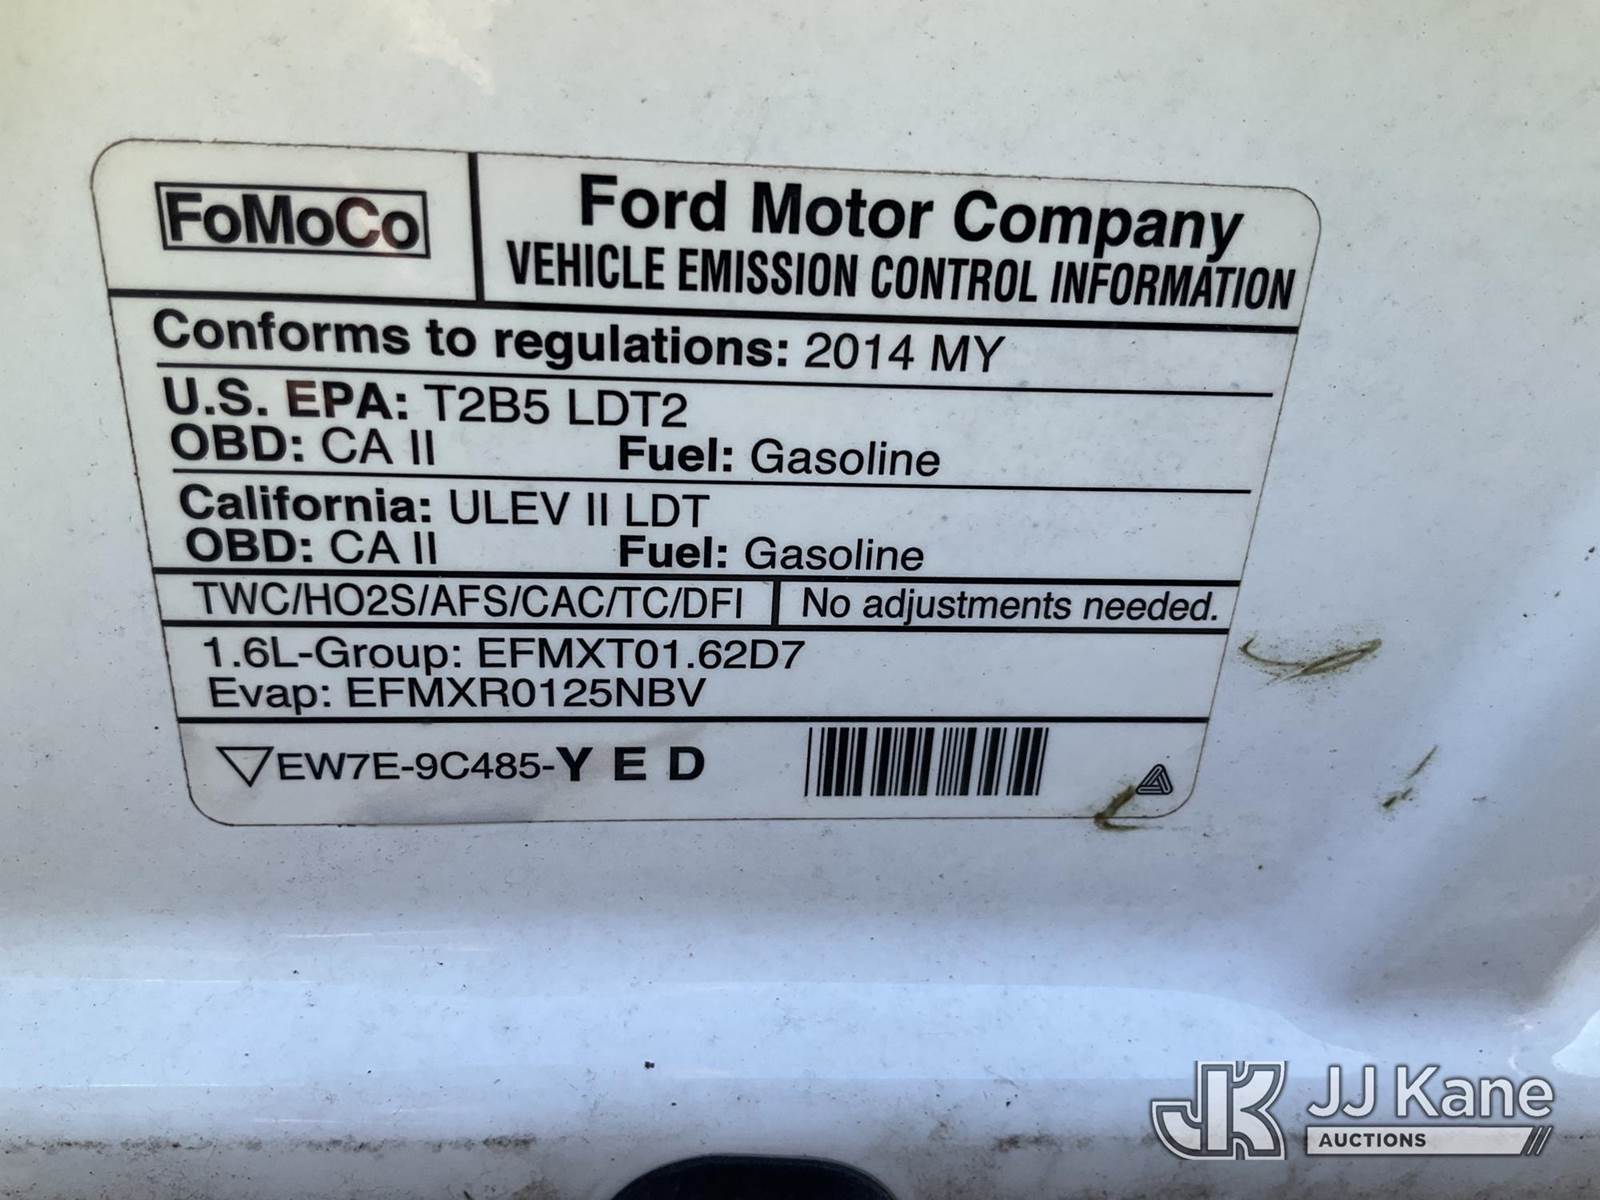 FoMoCo
Ford Motor Company
VEHICLE EMISSION CONTROL INFORMATION
Conforms to regulations: 2014 MY
U.S. EPA: T2B5 LDT2
OBD: CA II Fuel: Gasoline
California: ULEV II LDT
OBD: CA II Fuel: Gasoline
TWC/HO2S/AFS/CAC/TC/DFI No adjustments needed.
1.6L-Group: EFMXT01.62D7
Evap: EFMXR0125NBV
EW7E-9C485-Y E D
JK JJ Kane
AUCTIONS